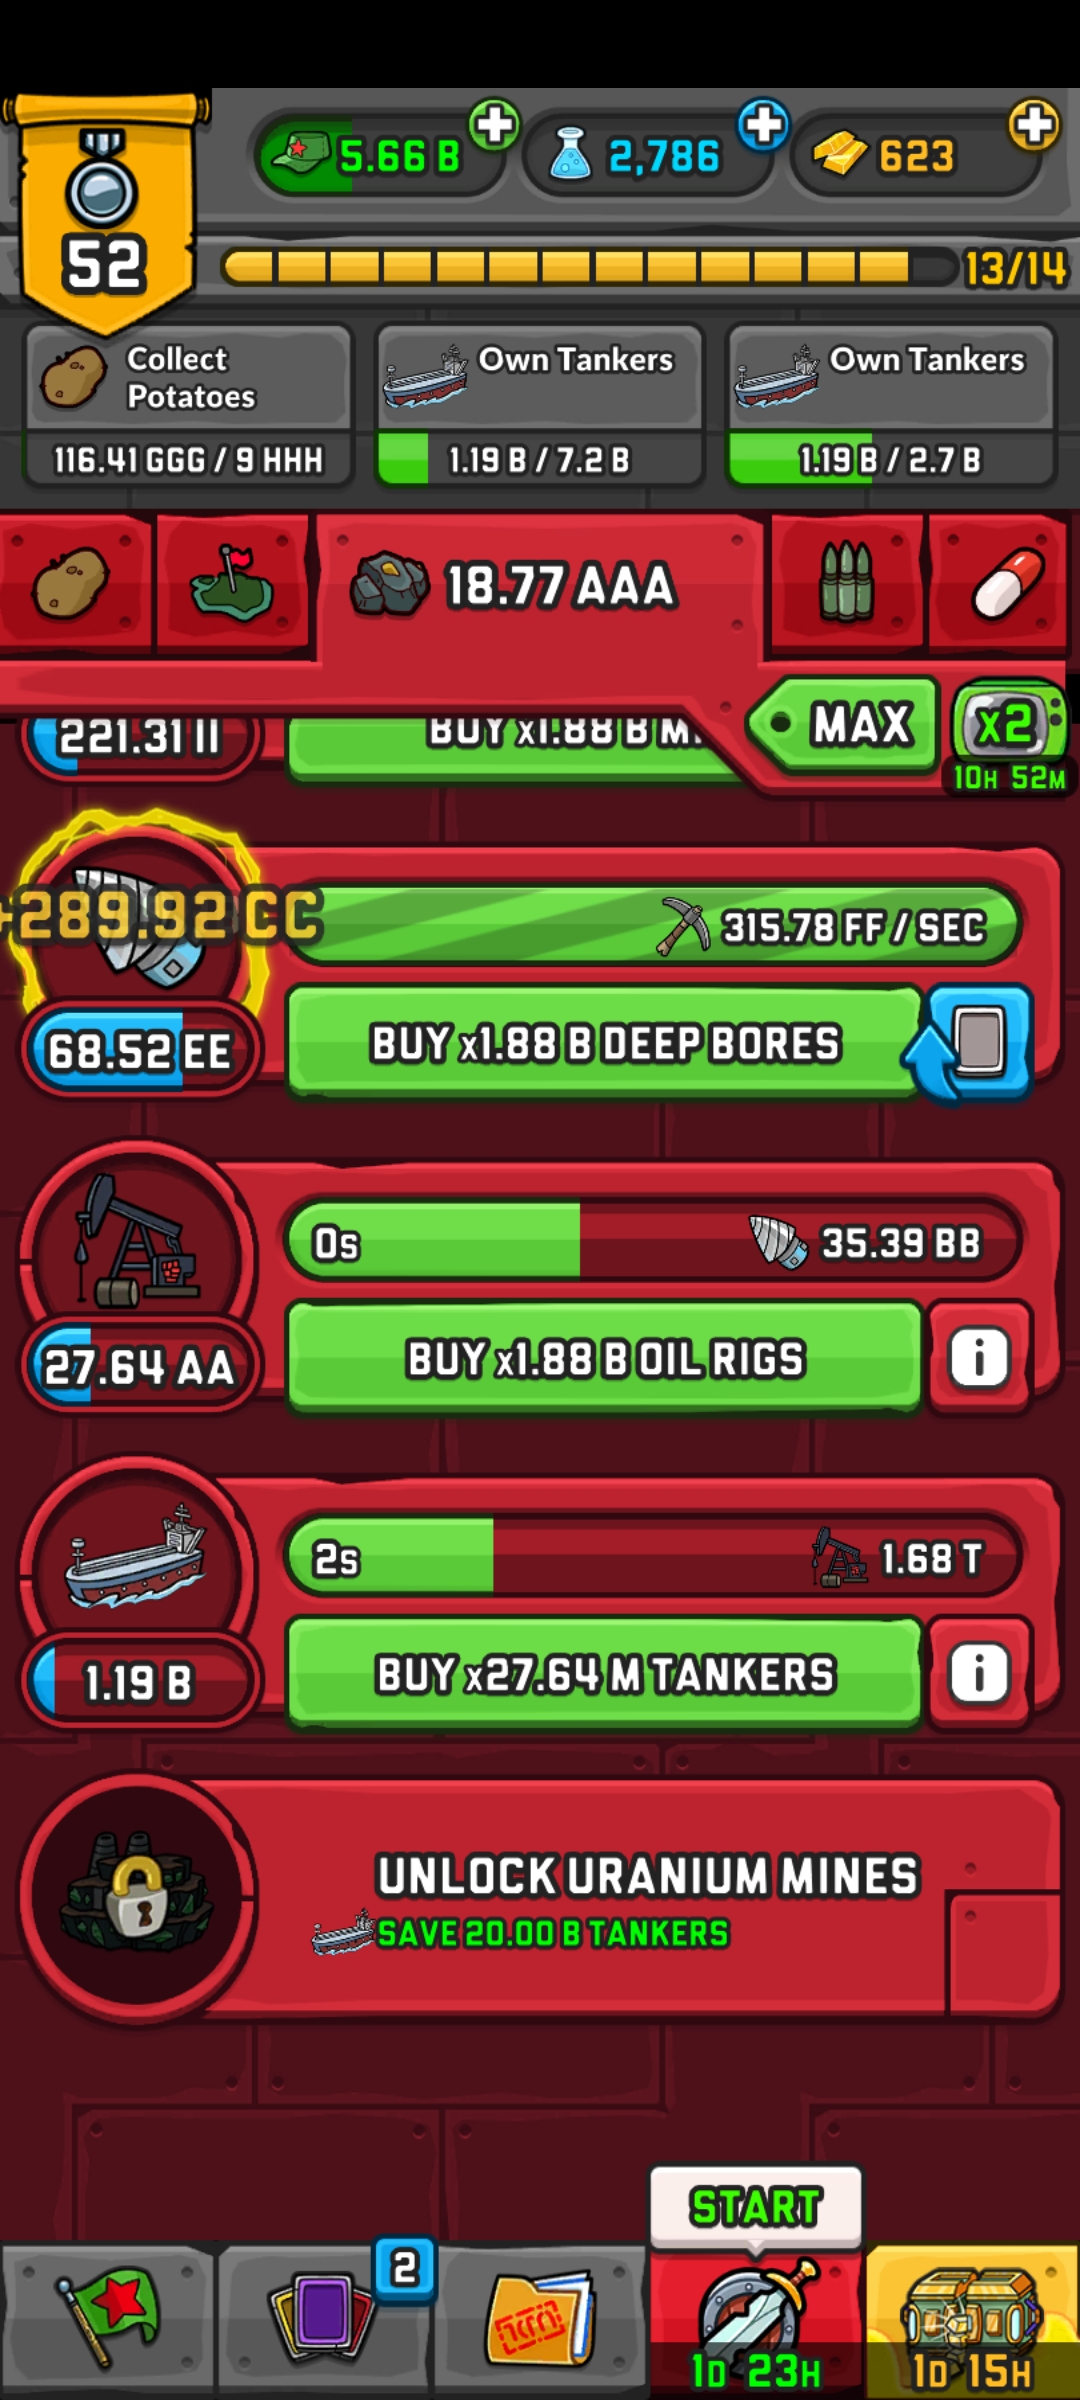 52
5.66 B
2,786
623
13/14
Collect
Potatoes
116.41 GGG / 9 HHH
Own Tankers
1.19 B / 7.2 B
Own Tankers
1.19 B / 2.7 B
18.77 AAA
MAX
x2
10H 52M
221.31 II
BUY x1.88 B
+289.92 CC
315.78 FF / SEC
68.52 EE
BUY x1.88 B DEEP BORES
0s
35.39 BB
27.64 AA
BUY x1.88 B OIL RIGS
i
2s
1.68 T
1.19 B
BUY x27.64 M TANKERS
i
UNLOCK URANIUM MINES
SAVE 20.00 B TANKERS
START
2
1D 23H
1D 15H